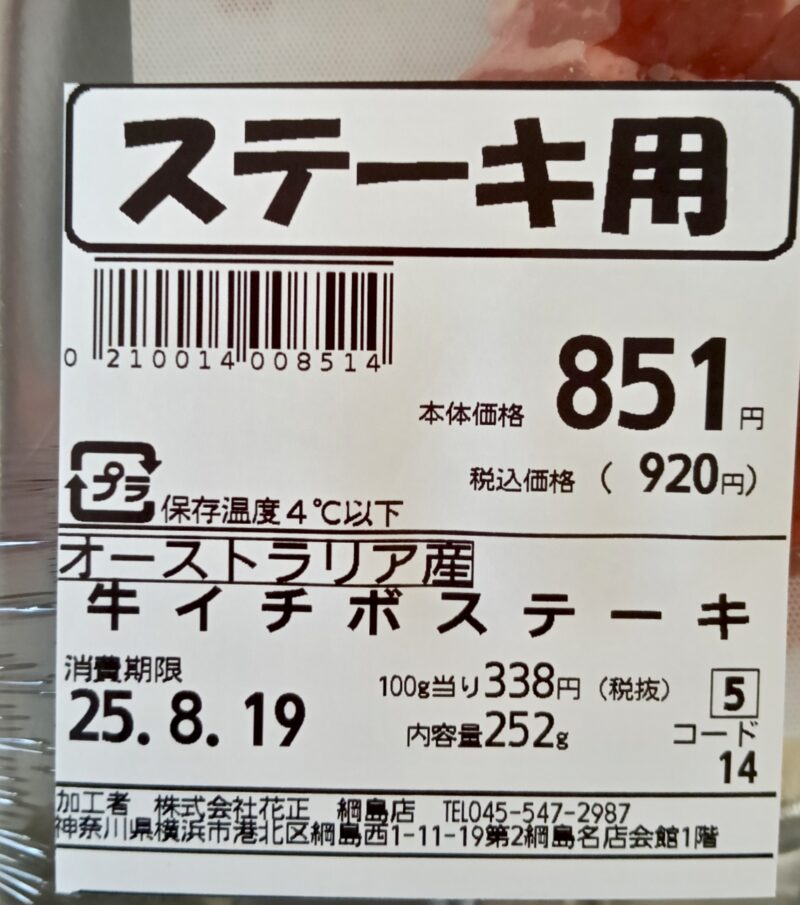 ステーキ用
0 210014 008514
本体価格 851円
税込価格 ( 920円)
プラ 保存温度4℃以下
オーストラリア産
牛イチボステーキ
消費期限
25. 8. 19
100g当り338円 (税抜)
内容量252g
5
コード
14
加工者 株式会社花正 綱島店 TEL045-547-2987
神奈川県横浜市港北区綱島西1-11-19第2綱島名店会館1階